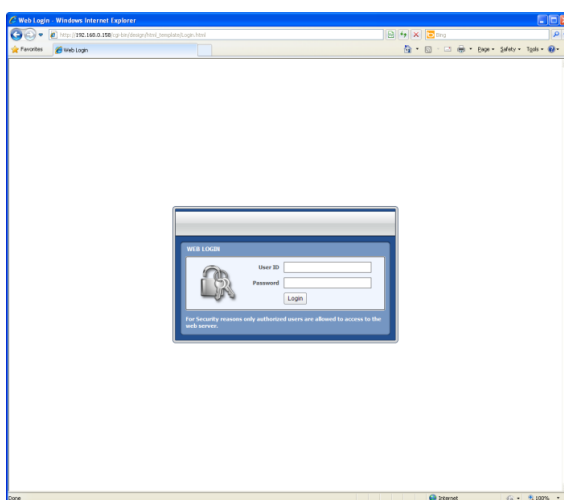 Web Login - Windows Internet Explorer
http://192.168.0.158/cgi-bin/design/html_template/Login.html
Bing
Favorites Web Login
Page Safety Tools
WEB LOGIN
User ID
Password
Login
For Security reasons only authorized users are allowed to access to the
web server.
Done Internet 100%